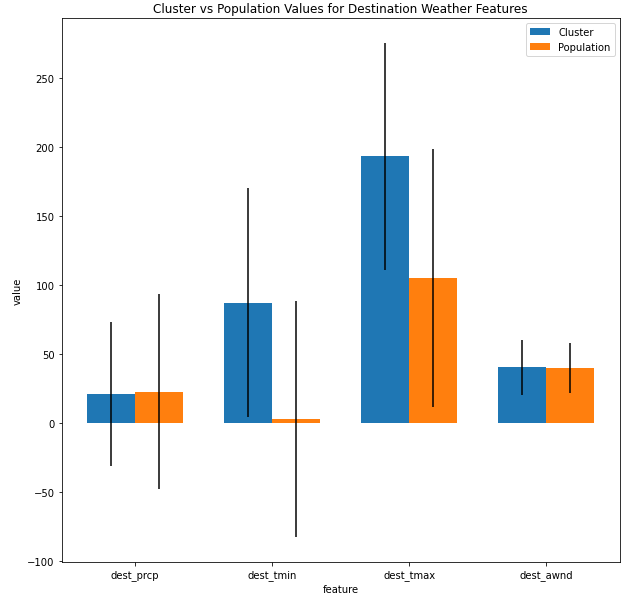 Cluster vs Population Values for Destination Weather Features
Cluster
Population
250
200
150
100
50
0
−50
−100
value
dest_prcp dest_tmin dest_tmax dest_awnd
feature